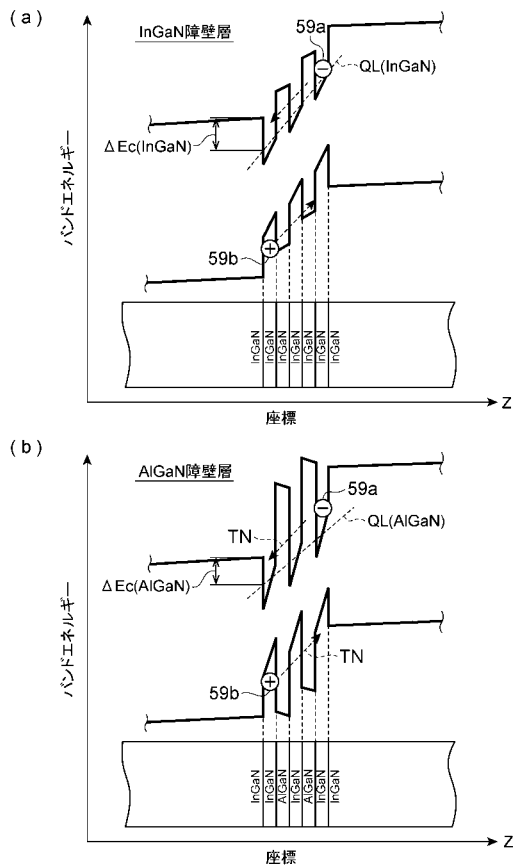 (a)
InGaN障壁層
59a
QL(InGaN)
ΔEc(InGaN)
59b
バンドエネルギー
InGaN
InGaN
InGaN
InGaN
InGaN
InGaN
InGaN
座標
Z
(b)
AlGaN障壁層
59a
QL(AlGaN)
TN
ΔEc(AlGaN)
TN
59b
バンドエネルギー
InGaN
InGaN
AlGaN
InGaN
AlGaN
InGaN
InGaN
座標
Z